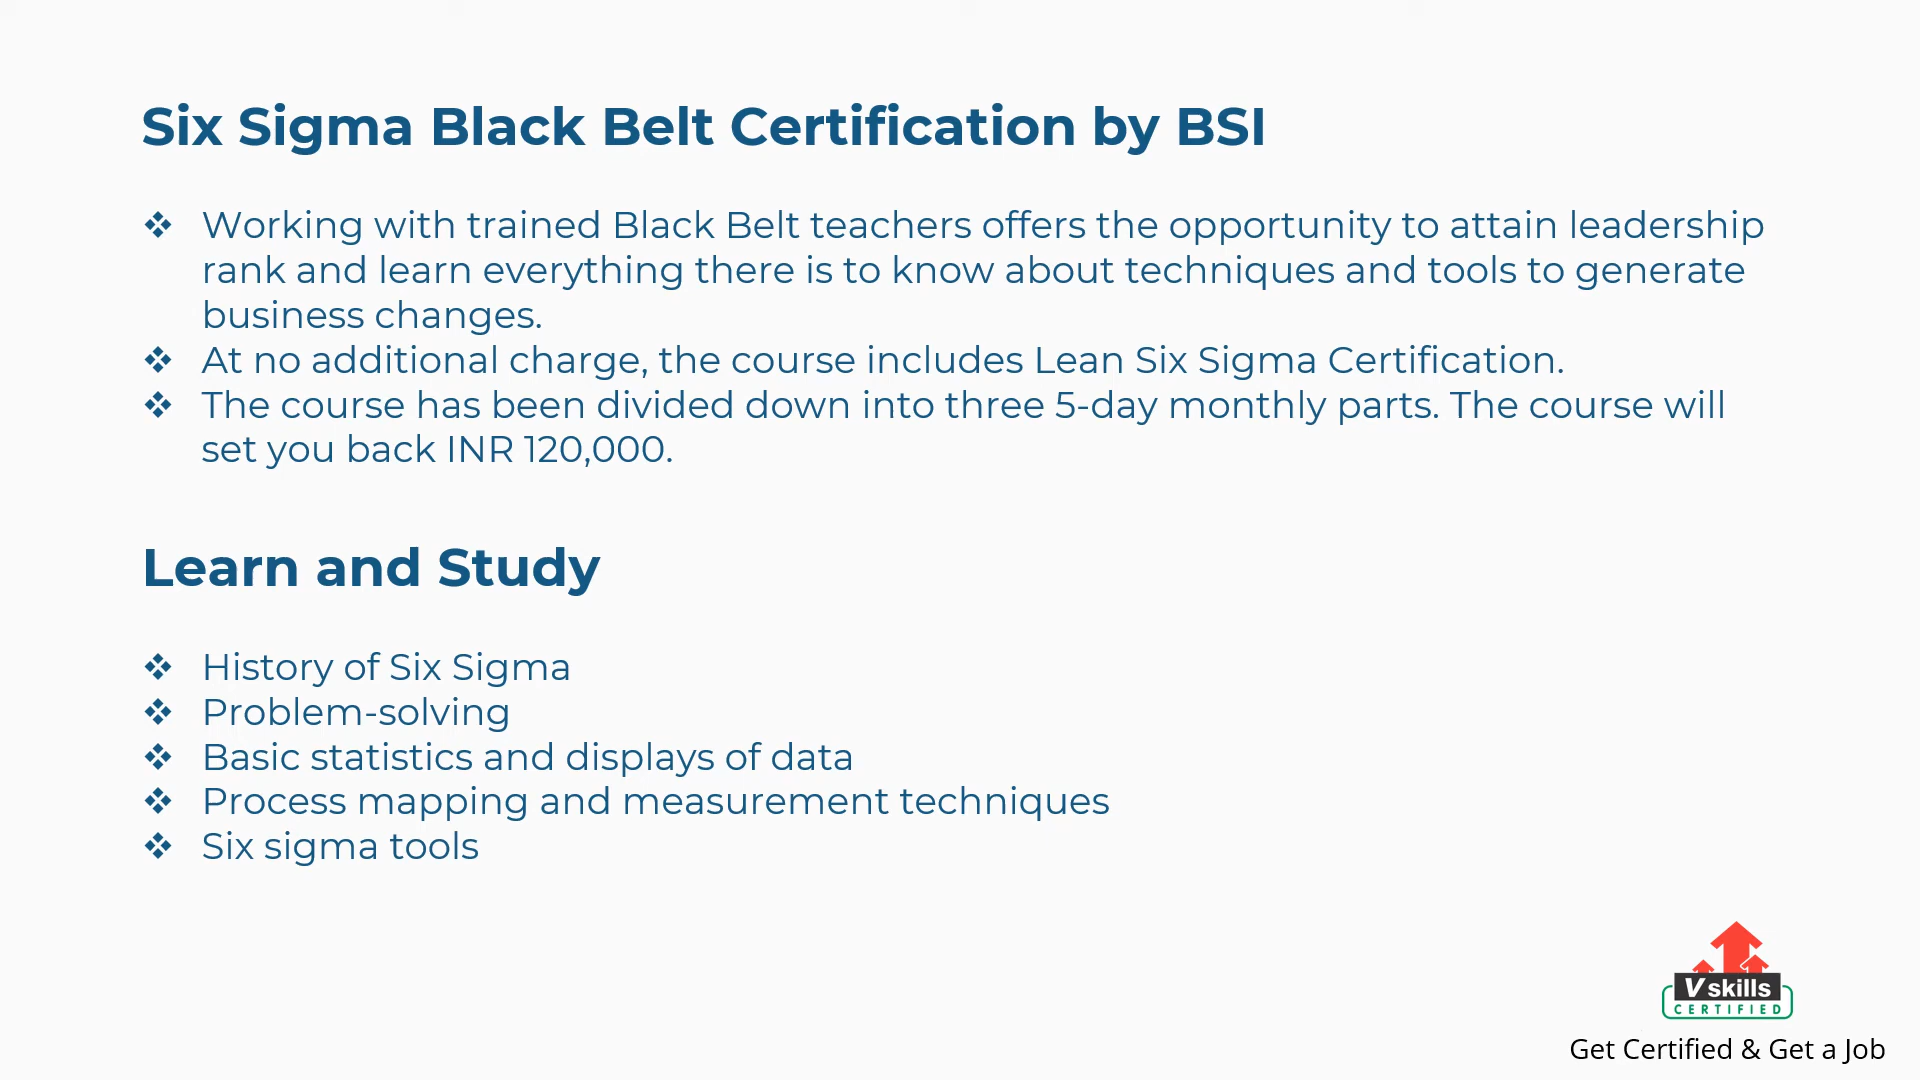 Six Sigma Black Belt Certification by BSI
❖ Working with trained Black Belt teachers offers the opportunity to attain leadership
rank and learn everything there is to know about techniques and tools to generate
business changes.
❖ At no additional charge, the course includes Lean Six Sigma Certification.
❖ The course has been divided down into three 5-day monthly parts. The course will
set you back INR 120,000.
Learn and Study
❖ History of Six Sigma
❖ Problem-solving
❖ Basic statistics and displays of data
❖ Process mapping and measurement techniques
❖ Six sigma tools
Vskills
CERTIFIED
Get Certified & Get a Job